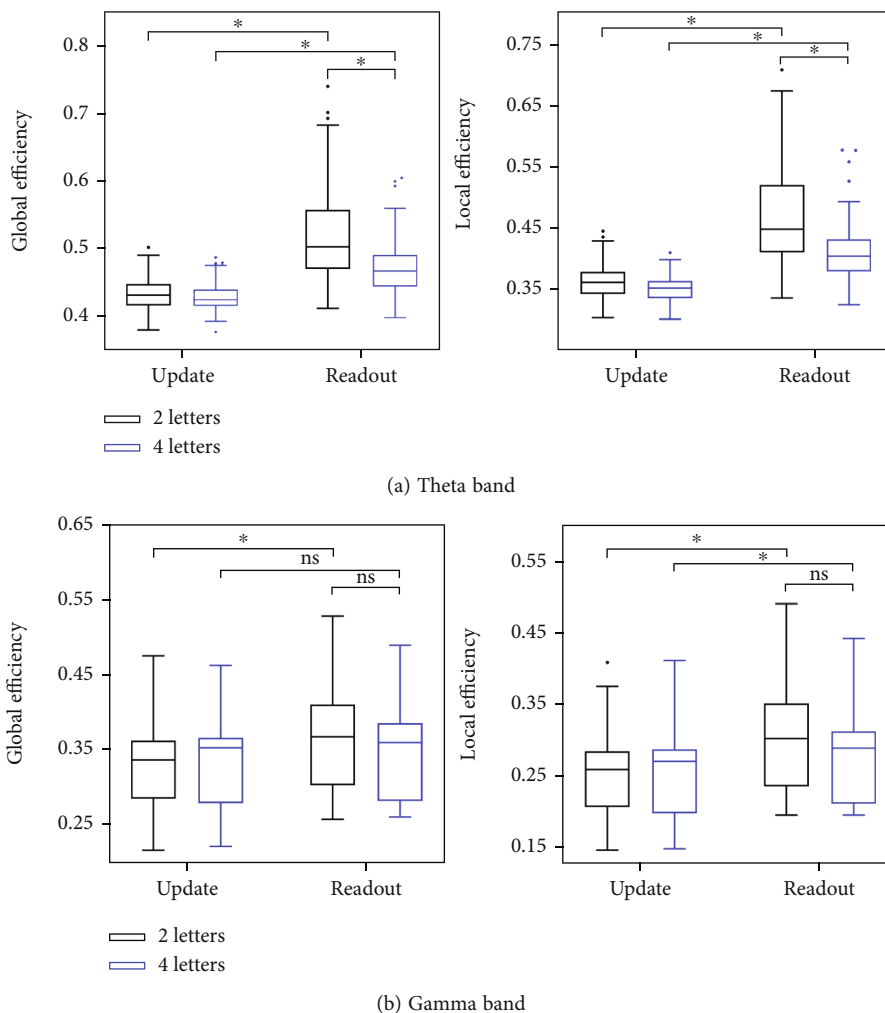 Global efficiency
0.8
0.7
0.6
0.5
0.4
*
*
*
Update
Readout
Local efficiency
0.75
0.65
0.55
0.45
0.35
*
*
*
Update
Readout
2 letters
4 letters
(a) Theta band
Global efficiency
0.65
0.55
0.45
0.35
0.25
*
ns
ns
Update
Readout
Local efficiency
0.55
0.45
0.35
0.25
0.15
*
*
ns
Update
Readout
2 letters
4 letters
(b) Gamma band